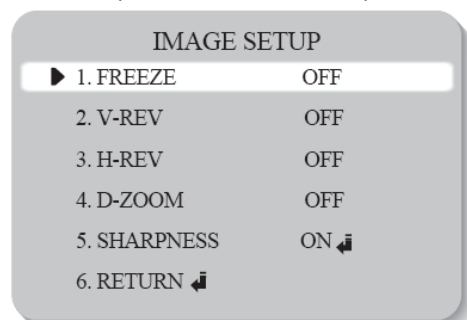 IMAGE SETUP
1. FREEZE OFF
2. V-REV OFF
3. H-REV OFF
4. D-ZOOM OFF
5. SHARPNESS ON
6. RETURN